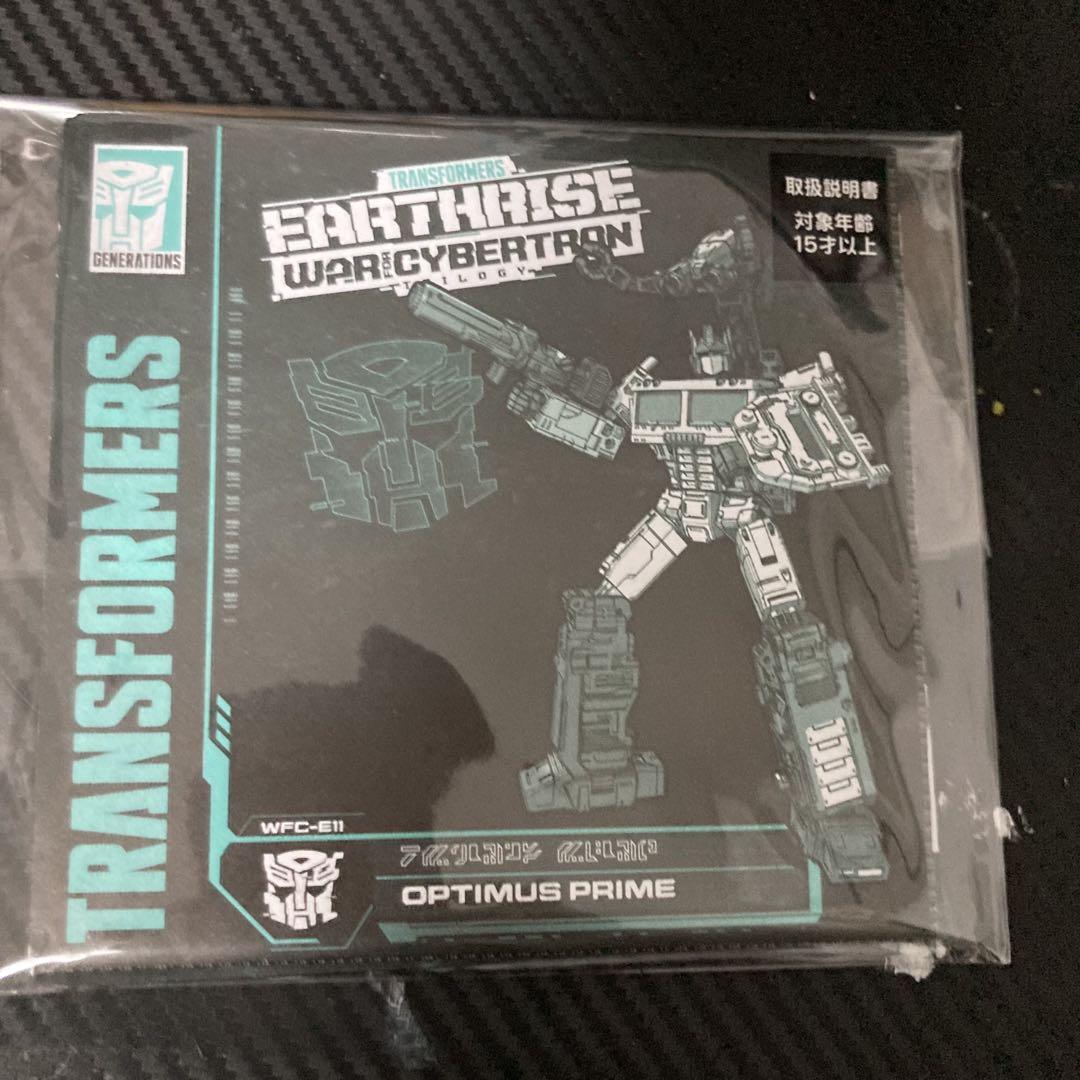 GENERATIONS
TRANSFORMERS
TRANSFORMERS
EARTHRISE
WAR FOR CYBERTRON
TRILOGY
取扱説明書
対象年齢
15才以上
WFC-E11
OPTIMUS PRIME